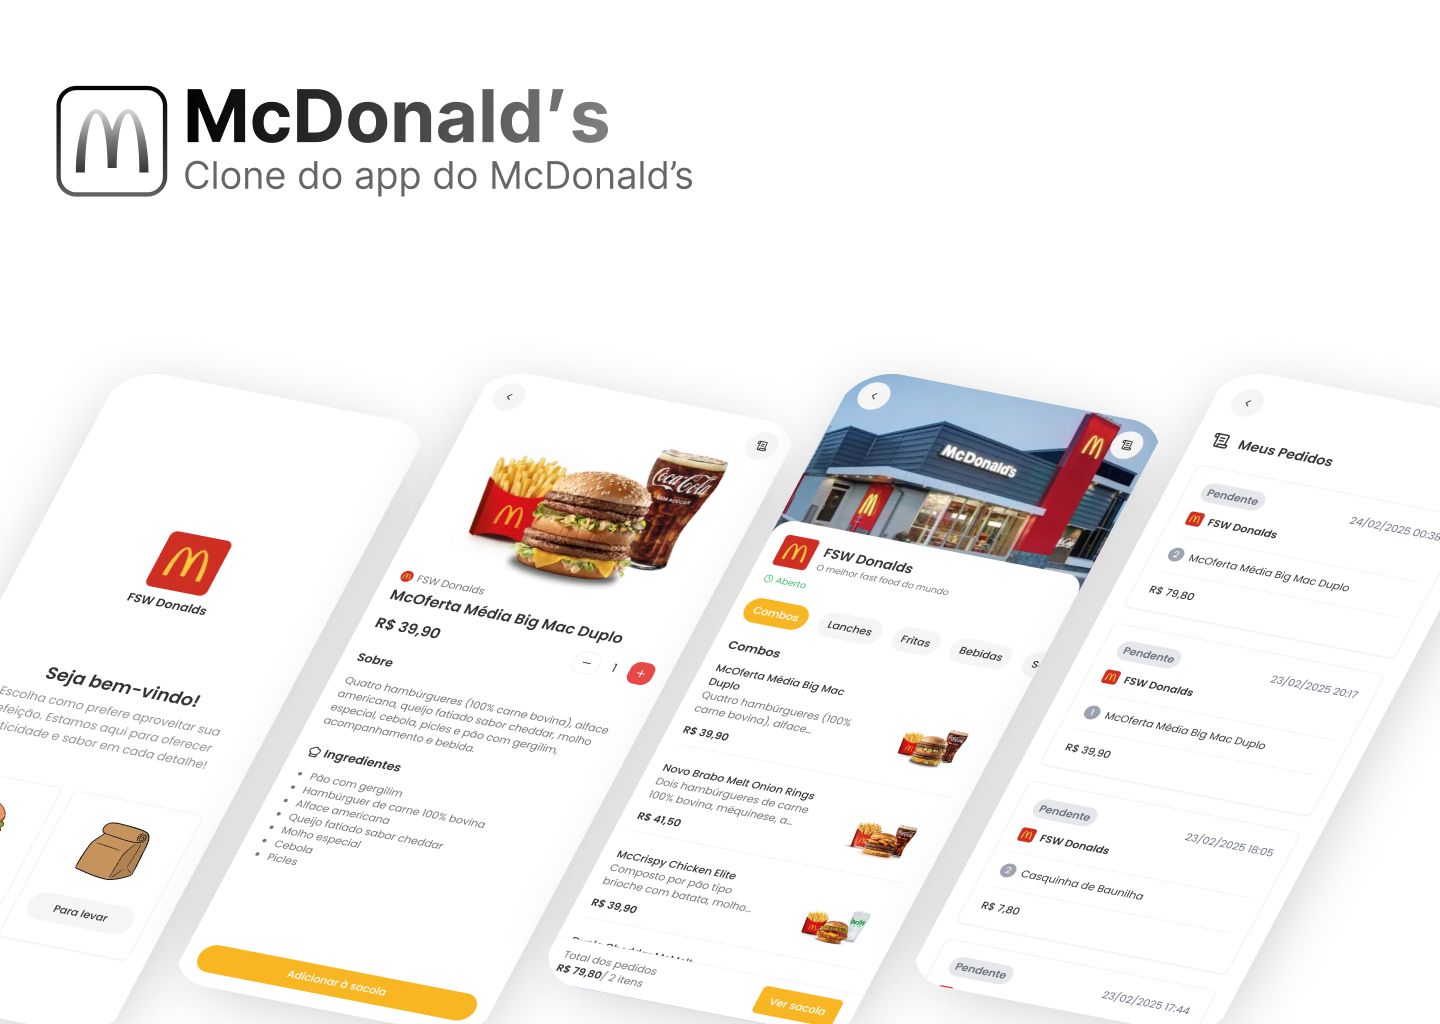 McDonald's
Clone do app do McDonald's
FSW Donalds
Seja bem-vindo!
Escolha como prefere aproveitar sua
Estamos aqui para oferecer
e sabor em cada detalhe!
Para levar
Coca-Cola
SEM AÇÚCAR
FSW Donalds
McOferta Média Big Mac Duplo
R$ 39,90
1
Sobre
Quatro hambúrgueres (100% carne bovina), alface
americana, queijo fatiado sabor cheddar, molho
especial, cebola, picles e pão com gergilim,
acompanhamento e bebida.
Ingredientes
Pão com gergilim
Hambúrguer de carne 100% bovina
Alface americana
Queijo fatiado sabor cheddar
Molho especial
Cebola
Picles
Adicionar à sacola
McDonald's
FSW Donalds
O melhor fast food do mundo
Aberto
Combos
Lanches
Fritas
Bebidas
Combos
McOferta Média Big Mac
Duplo
Quatro hambúrgueres (100%
carne bovina), alface...
R$ 39,90
Novo Brabo Melt Onion Rings
Dois hambúrgueres de carne
100% bovina, méquinese, a...
R$ 41,50
McCrispy Chicken Elite
Composto por pão tipo
brioche com batata, molho...
R$ 39,90
Total dos pedidos
R$ 79,80 / 2 itens
Ver sacola
Meus Pedidos
Pendente
24/02/2025
FSW Donalds
2 McOferta Média Big Mac Duplo
R$ 79,80
Pendente
23/02/2025 20:17
FSW Donalds
1 McOferta Média Big Mac Duplo
R$ 39,90
Pendente
23/02/2025 18:05
FSW Donalds
2 Casquinha de Baunilha
R$ 7,80
Pendente
23/02/2025 17:44